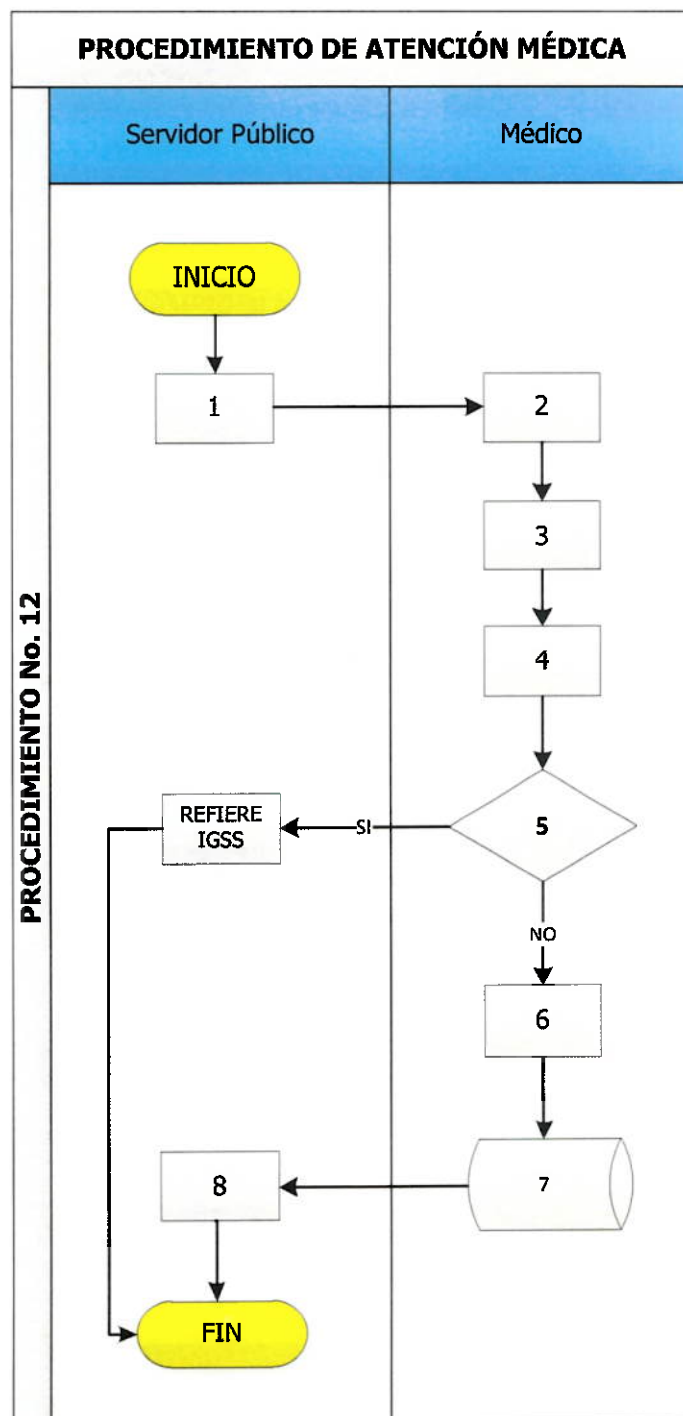 PROCEDIMIENTO DE ATENCIÓN MÉDICA
PROCEDIMIENTO No. 12
Servidor Público
Médico
INICIO
1
2
3
4
5
SI
REFIERE
IGSS
NO
6
7
8
FIN